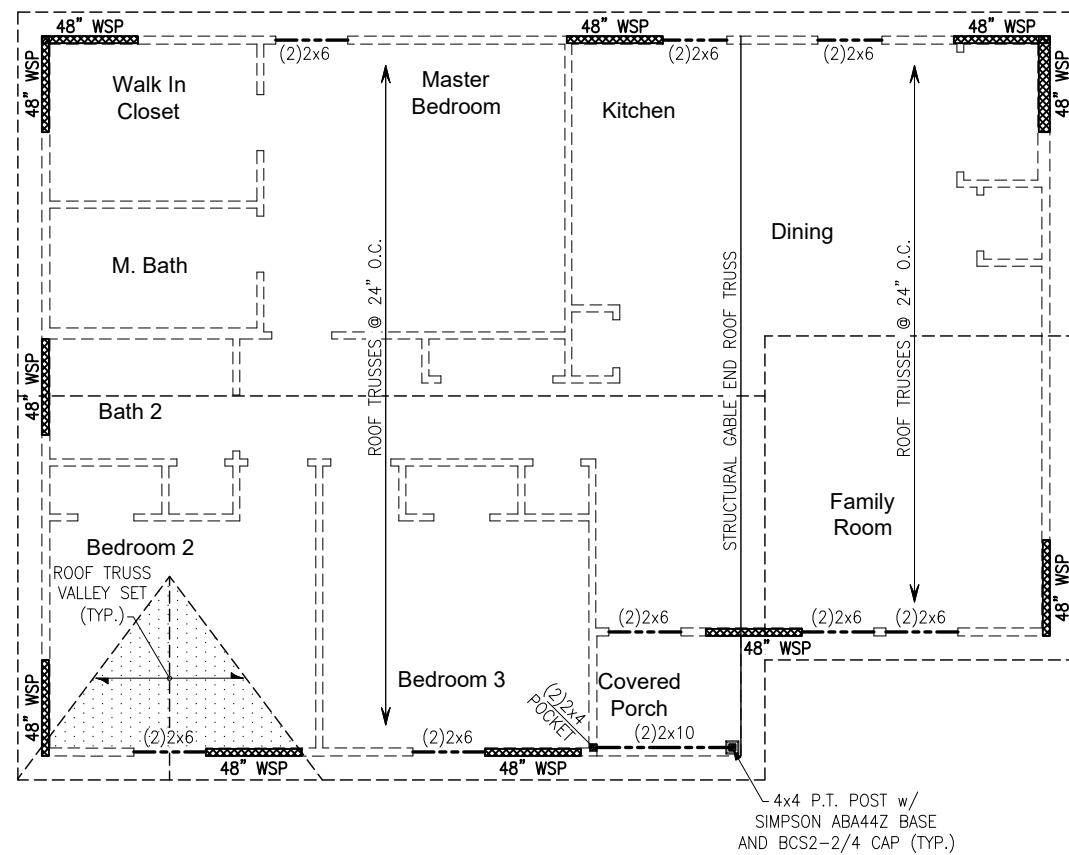 48" WSP
48" WSP
48" WSP
48" WSP
48" WSP
(2)2x6
(2)2x6
(2)2x6
Walk In
Closet
Master
Bedroom
Kitchen
M. Bath
Dining
ROOF TRUSSES @ 24" O.C.
STRUCTURAL GABLE END ROOF TRUSS
ROOF TRUSSES @ 24" O.C.
48" WSP
Bath 2
Family
Room
Bedroom 2
ROOF TRUSS
VALLEY SET
(TYP.)
48" WSP
(2)2x6
(2)2x6
(2)2x6
48" WSP
48" WSP
Bedroom 3
Covered
Porch
(2)2x4
POCKET
(2)2x10
(2)2x6
48" WSP
(2)2x6
48" WSP
4x4 P.T. POST w/
SIMPSON ABA44Z BASE
AND BCS2-2/4 CAP (TYP.)